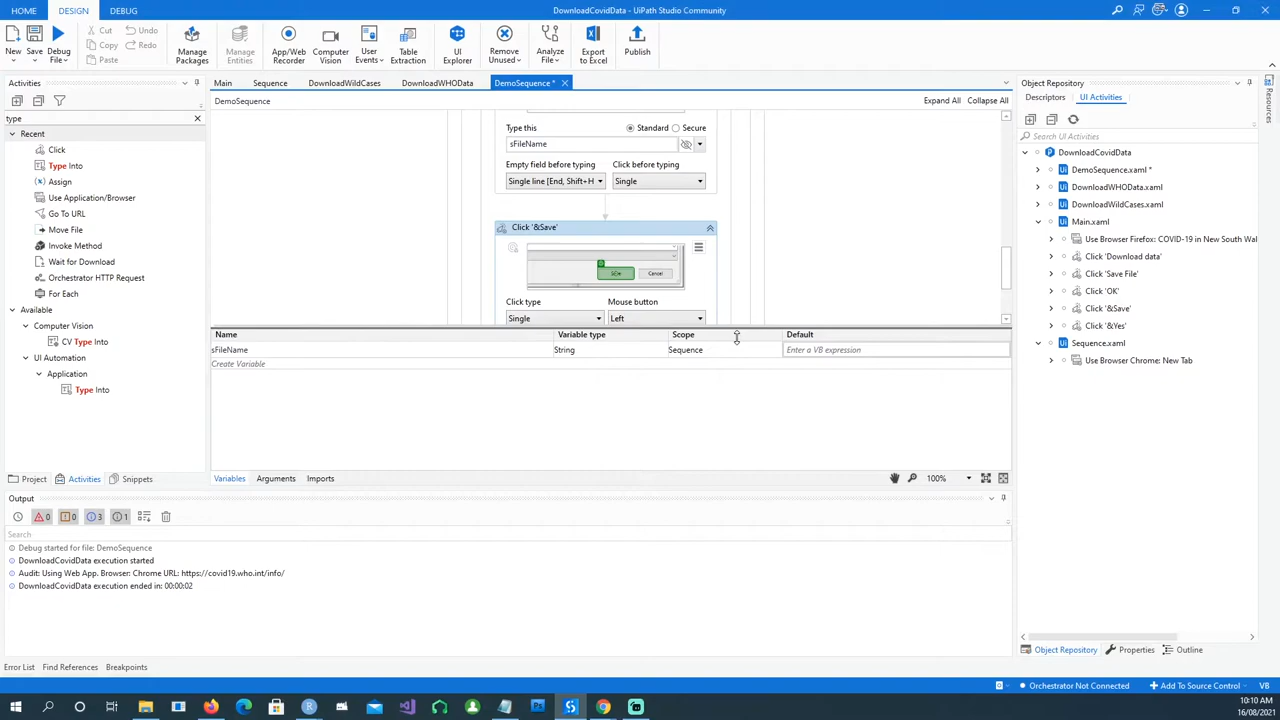 HOME
DESIGN
DEBUG
DownloadCovidData - UiPath Studio Community
New
Save
Debug File
Cut
Copy
Paste
Undo
Redo
Manage Packages
Manage Entities
App/Web Recorder
Computer Vision
User Events
Table Extraction
UI Explorer
Remove Unused
Analyze File
Export to Excel
Publish
Activities
type
Recent
Click
Type Into
Assign
Use Application/Browser
Go To URL
Move File
Invoke Method
Wait for Download
Orchestrator HTTP Request
For Each
Available
Computer Vision
CV Type Into
UI Automation
Application
Type Into
Project
Activities
Snippets
Main
Sequence
DownloadWildCases
DownloadWHOData
DemoSequence *
DemoSequence
Expand All
Collapse All
Type this
Standard
Secure
sFileName
Empty field before typing
Click before typing
Single line [End, Shift+H
Single
Click '&Save'
Cancel
Click type
Mouse button
Single
Left
Name
Variable type
Scope
Default
sFileName
String
Sequence
Enter a VB expression
Create Variable
Variables
Arguments
Imports
100%
Object Repository
Descriptors
UI Activities
Search UI Activities
DownloadCovidData
DemoSequence.xaml *
DownloadWHOData.xaml
DownloadWildCases.xaml
Main.xaml
Use Browser Firefox: COVID-19 in New South Wal
Click 'Download data'
Click 'Save File'
Click 'OK'
Click '&Save'
Click '&Yes'
Sequence.xaml
Use Browser Chrome: New Tab
Object Repository
Properties
Outline
Resources
Output
0
0
3
1
Search
Debug started for file: DemoSequence
DownloadCovidData execution started
Audit: Using Web App. Browser: Chrome URL: https://covid19.who.int/info/
DownloadCovidData execution ended in: 00:00:02
Error List
Find References
Breakpoints
Orchestrator Not Connected
Add To Source Control
VB
10:10 AM
16/08/2021